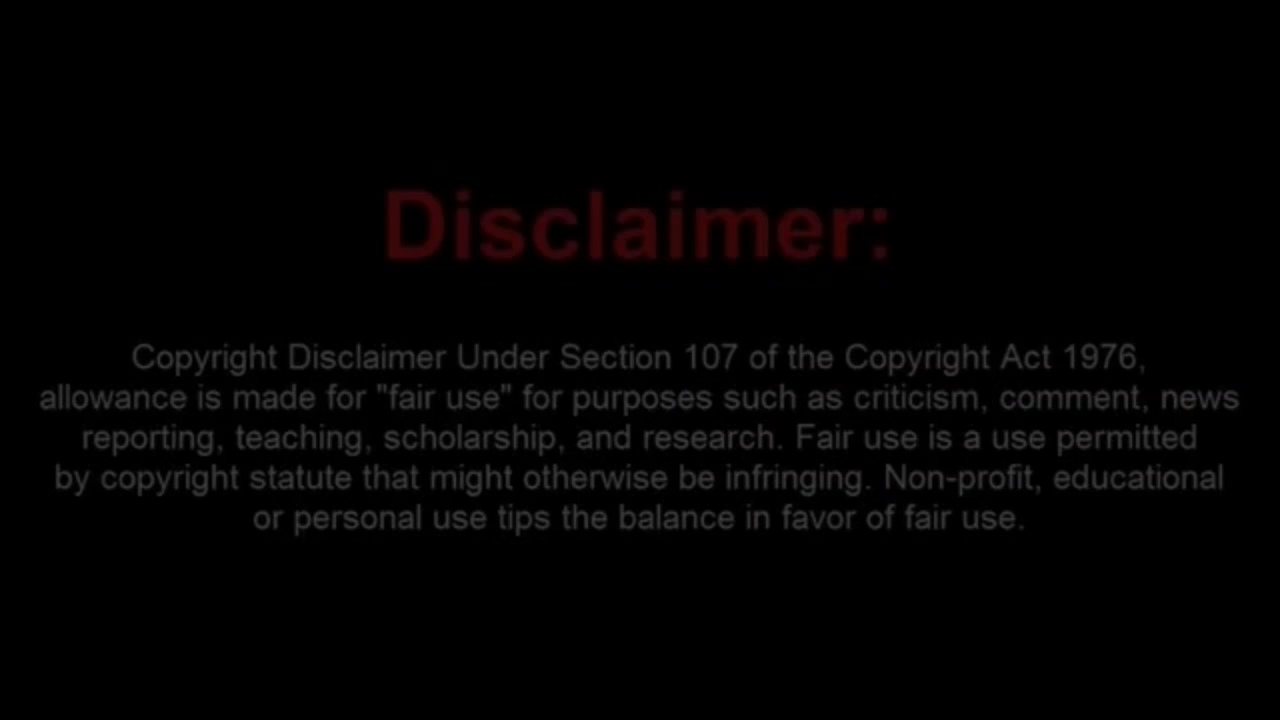 Disclaimer:
Copyright Disclaimer Under Section 107 of the Copyright Act 1976,
allowance is made for "fair use" for purposes such as criticism, comment, news
reporting, teaching, scholarship, and research. Fair use is a use permitted
by copyright statute that might otherwise be infringing. Non-profit, educational
or personal use tips the balance in favor of fair use.